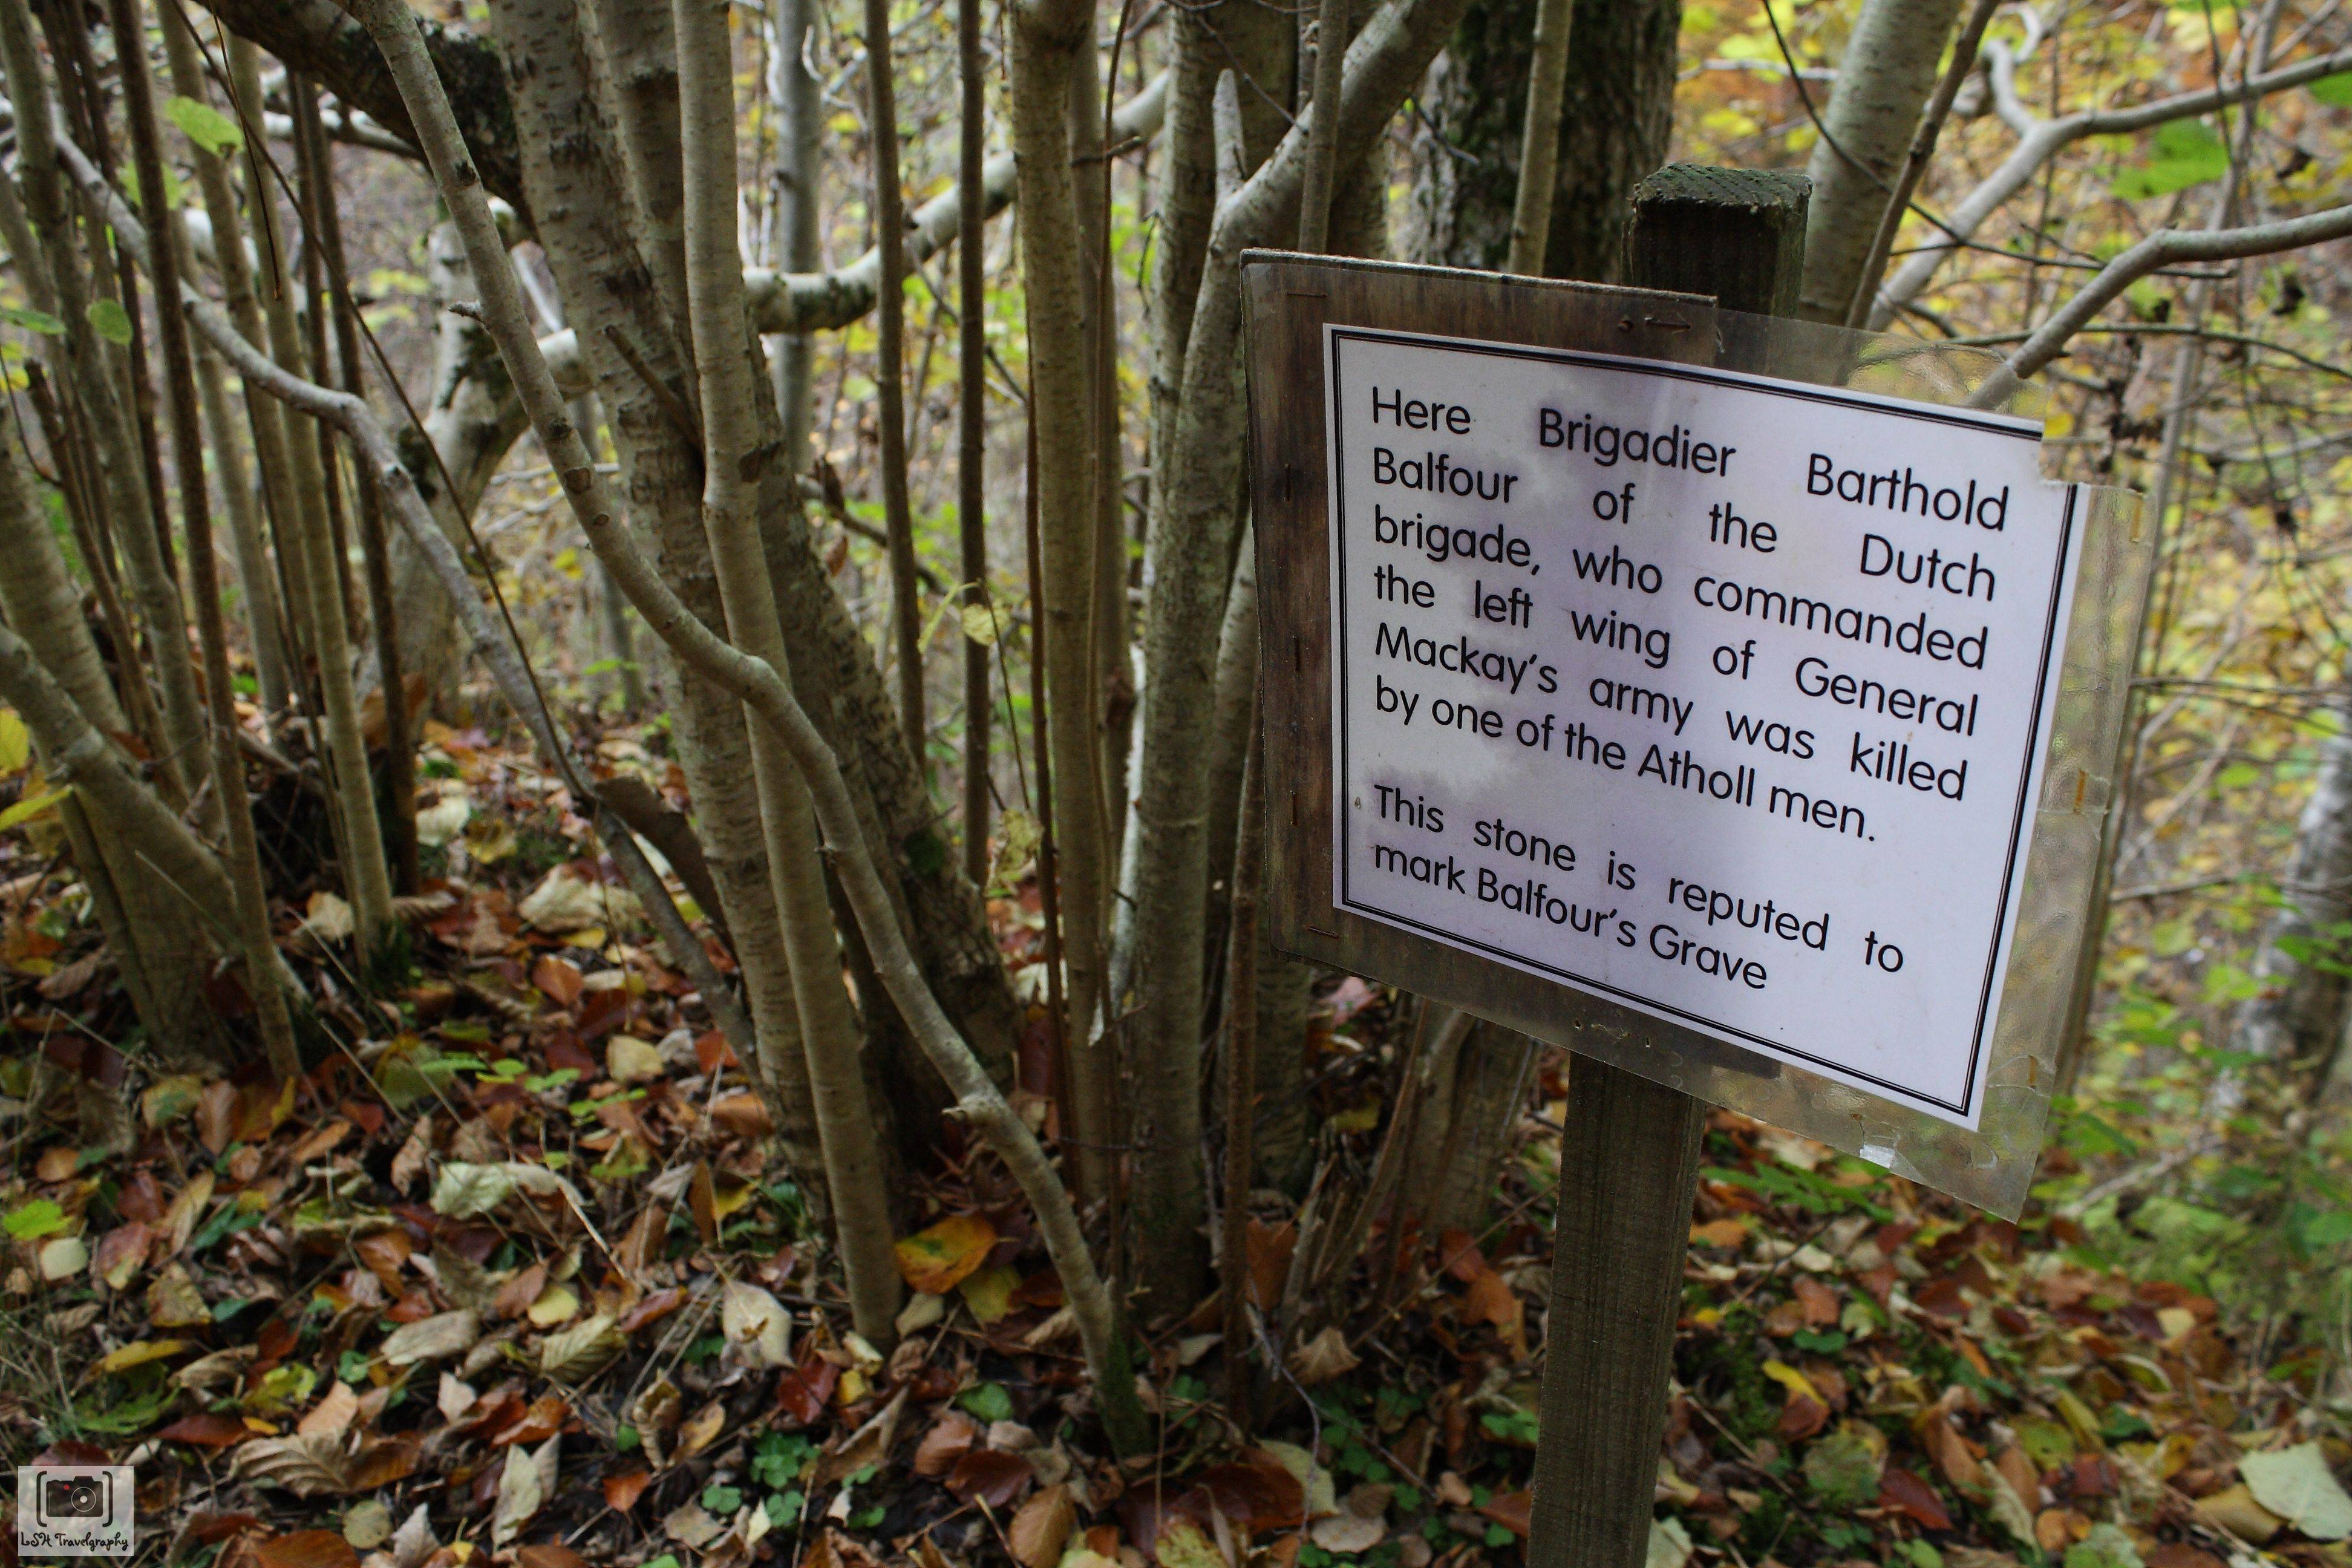 Here Brigadier Barthold
Balfour of the Dutch
brigade, who commanded
the left wing of General
Mackay's army was killed
by one of the Atholl men.
This stone is reputed to
mark Balfour's Grave
LSH Travelgraphy